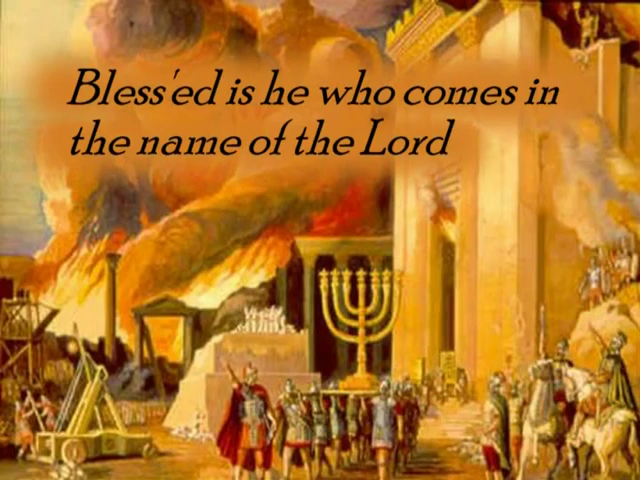 Bless'ed is he who comes in
the name of the Lord